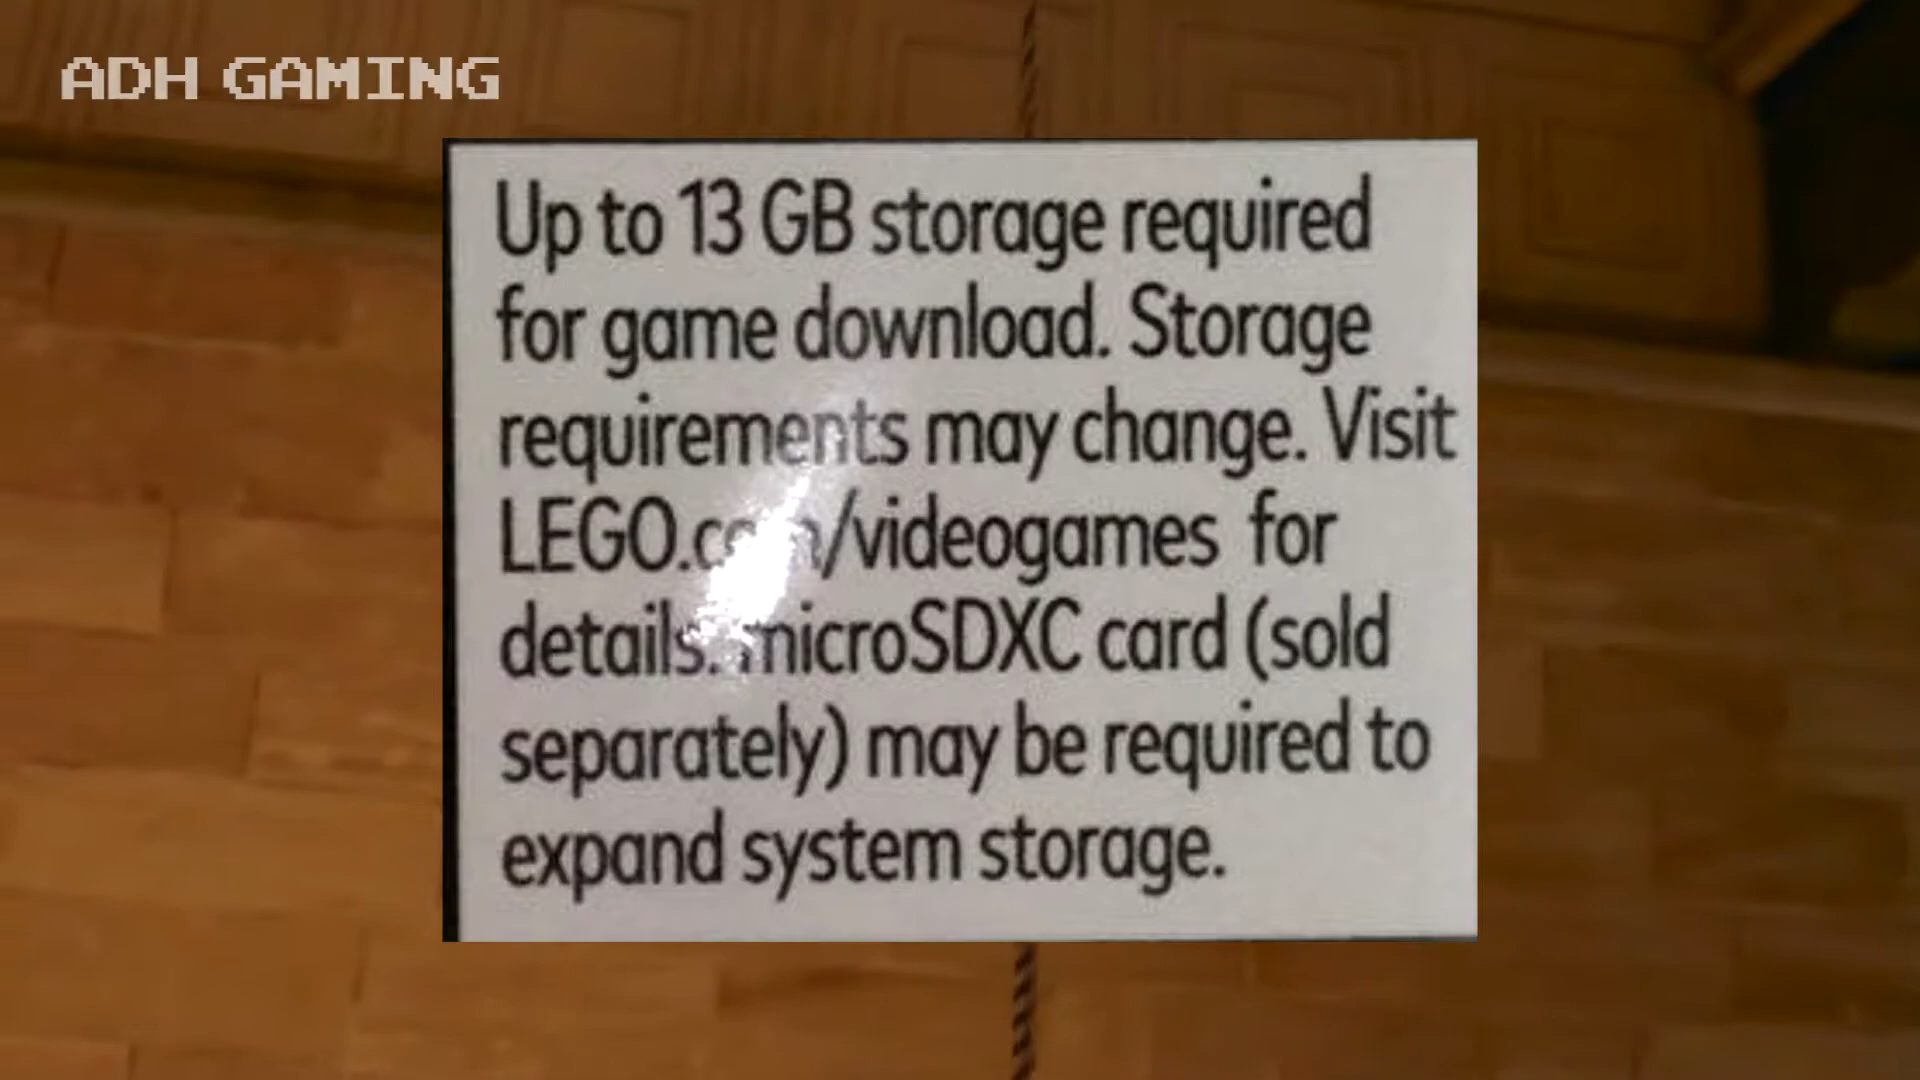 ADH GAMING
Up to 13 GB storage required
for game download. Storage
requirements may change. Visit
LEGO.com/videogames for
details. microSDXC card (sold
separately) may be required to
expand system storage.